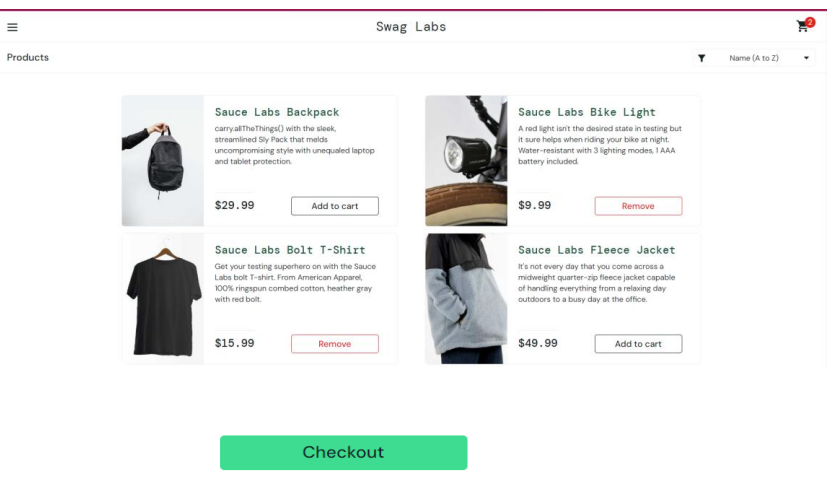 Swag Labs
2
Products
Name (A to Z)
Sauce Labs Backpack
carry.allTheThings() with the sleek,
streamlined Sly Pack that melds
uncompromising style with unequaled laptop
and tablet protection.
$29.99
Add to cart
Sauce Labs Bike Light
A red light isn't the desired state in testing but
it sure helps when riding your bike at night.
Water-resistant with 3 lighting modes, 1 AAA
battery included.
$9.99
Remove
Sauce Labs Bolt T-Shirt
Get your testing superhero on with the Sauce
Labs bolt T-shirt. From American Apparel,
100% ringspun combed cotton, heather gray
with red bolt.
$15.99
Remove
Sauce Labs Fleece Jacket
It's not every day that you come across a
midweight quarter-zip fleece jacket capable
of handling everything from a relaxing day
outdoors to a busy day at the office.
$49.99
Add to cart
Checkout